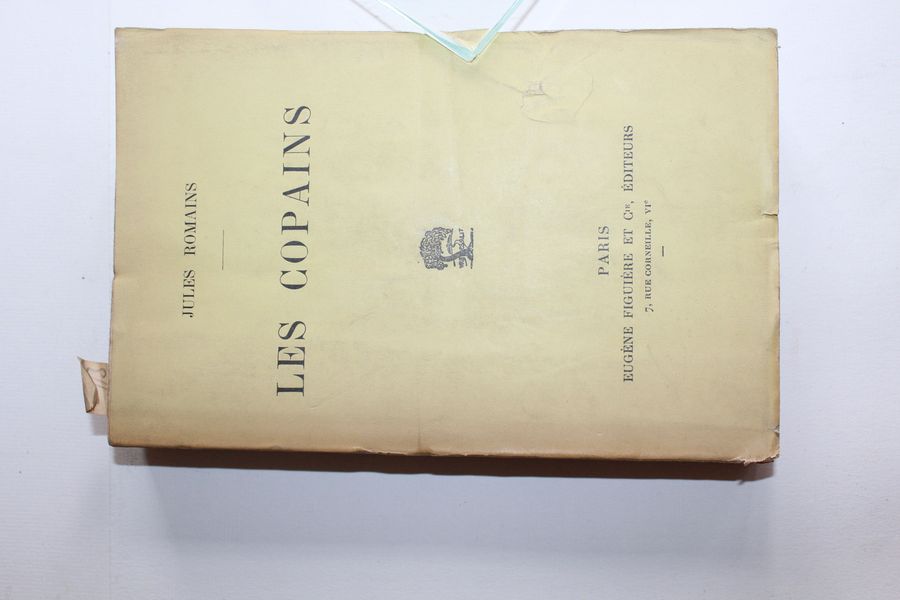 JULES ROMAINS
LES COPAINS
PARIS
EUGÈNE FIGUIÈRE ET Cⁱᵉ, ÉDITEURS
7, RUE CORNEILLE, VIᵉ